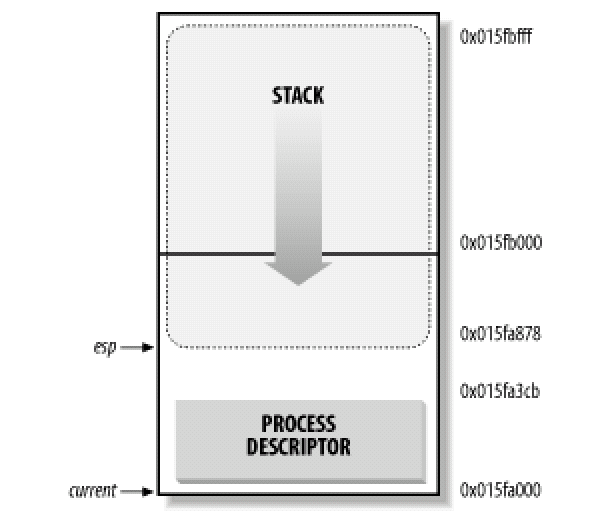 0x015fbfff
STACK
0x015fb000
0x015fa878
esp
0x015fa3cb
PROCESS
DESCRIPTOR
current
0x015fa000